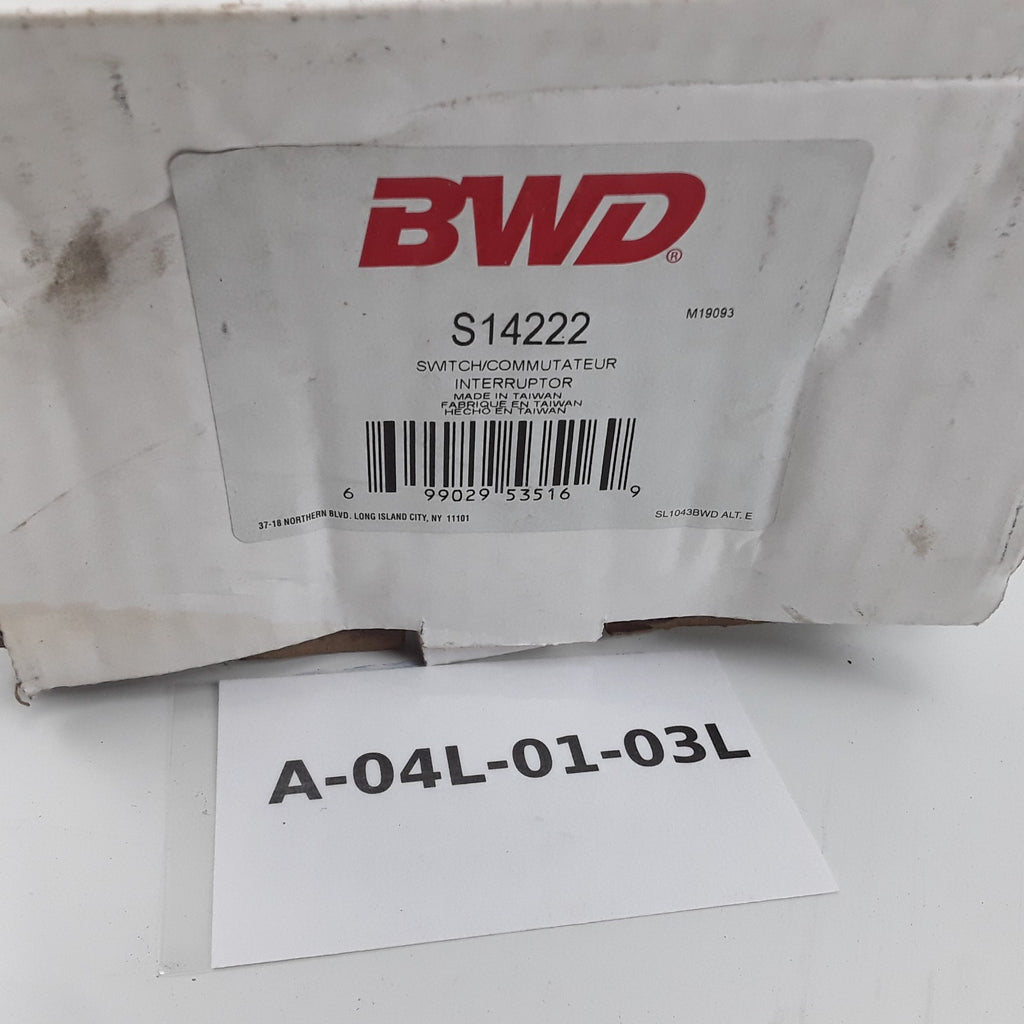 BWD®
S14222
M19093
SWITCH/COMMUTATEUR
INTERRUPTOR
MADE IN TAIWAN
FABRIQUE EN TAIWAN
HECHO EN TAIWAN
6 99029 53516 9
37-18 NORTHERN BLVD. LONG ISLAND CITY, NY 11101
SL1043BWD ALT. E
A-04L-01-03L